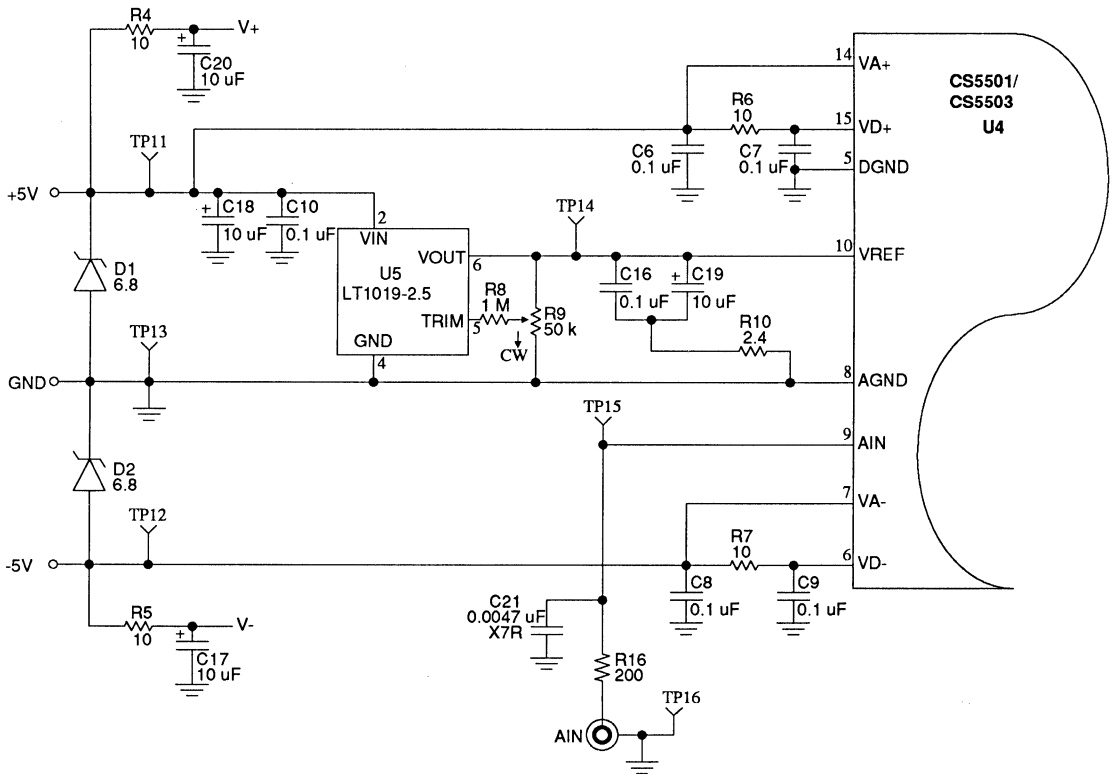 R4
10
V+
+
C20
10 uF
14
VA+
CS5501/
CS5503
U4
R6
10
15
VD+
C6
0.1 uF
C7
0.1 uF
5
DGND
TP11
+5V
+
C18
10 uF
C10
0.1 uF
2
VIN
TP14
VOUT
6
10
VREF
U5
LT1019-2.5
D1
6.8
C16
0.1 uF
+
C19
10 uF
R8
1 M
TRIM
5
R9
50 k
CW
R10
2.4
GND
4
TP13
GND
8
AGND
TP15
9
AIN
D2
6.8
7
VA-
TP12
-5V
R7
10
6
VD-
C8
0.1 uF
C9
0.1 uF
R5
10
V-
+
C17
10 uF
C21
0.0047 uF
X7R
R16
200
TP16
AIN